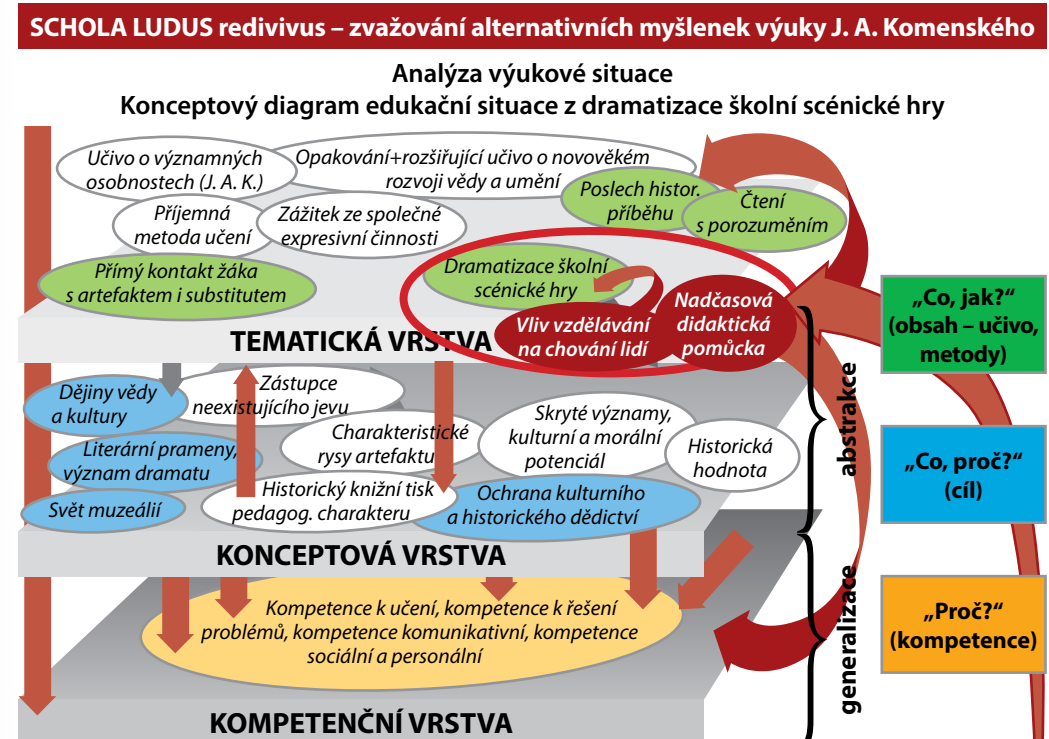 SCHOLA LUDUS redivivus – zvažování alternativních myšlenek výuky J. A. Komenského
Analýza výukové situace
Konceptový diagram edukační situace z dramatizace školní scénické hry
Učivo o významných
osobnostech (J. A. K.)
Opakování+rozšiřující učivo o novověkém
rozvoji vědy a umění
Poslech histor.
příběhu
Čtení
s porozuměním
Příjemná
metoda učení
Zážitek ze společné
expresivní činnosti
Přímý kontakt žáka
s artefaktem i substitutem
Dramatizace školní
scénické hry
Vliv vzdělávání
na chování lidí
Nadčasová
didaktická
pomůcka
TEMATICKÁ VRSTVA
„Co, jak?“
(obsah – učivo,
metody)
Dějiny vědy
a kultury
Zástupce
neexistujícího jevu
Charakteristické
rysy artefaktu
Skryté významy,
kulturní a morální
potenciál
Historická
hodnota
Literární prameny,
význam dramatu
Svět muzeálií
Historický knižní tisk
pedagog. charakteru
Ochrana kulturního
a historického dědictví
abstrakce
„Co, proč?“
(cíl)
KONCEPTOVÁ VRSTVA
Kompetence k učení, kompetence k řešení
problémů, kompetence komunikativní, kompetence
sociální a personální
generalizace
„Proč?“
(kompetence)
KOMPETENČNÍ VRSTVA